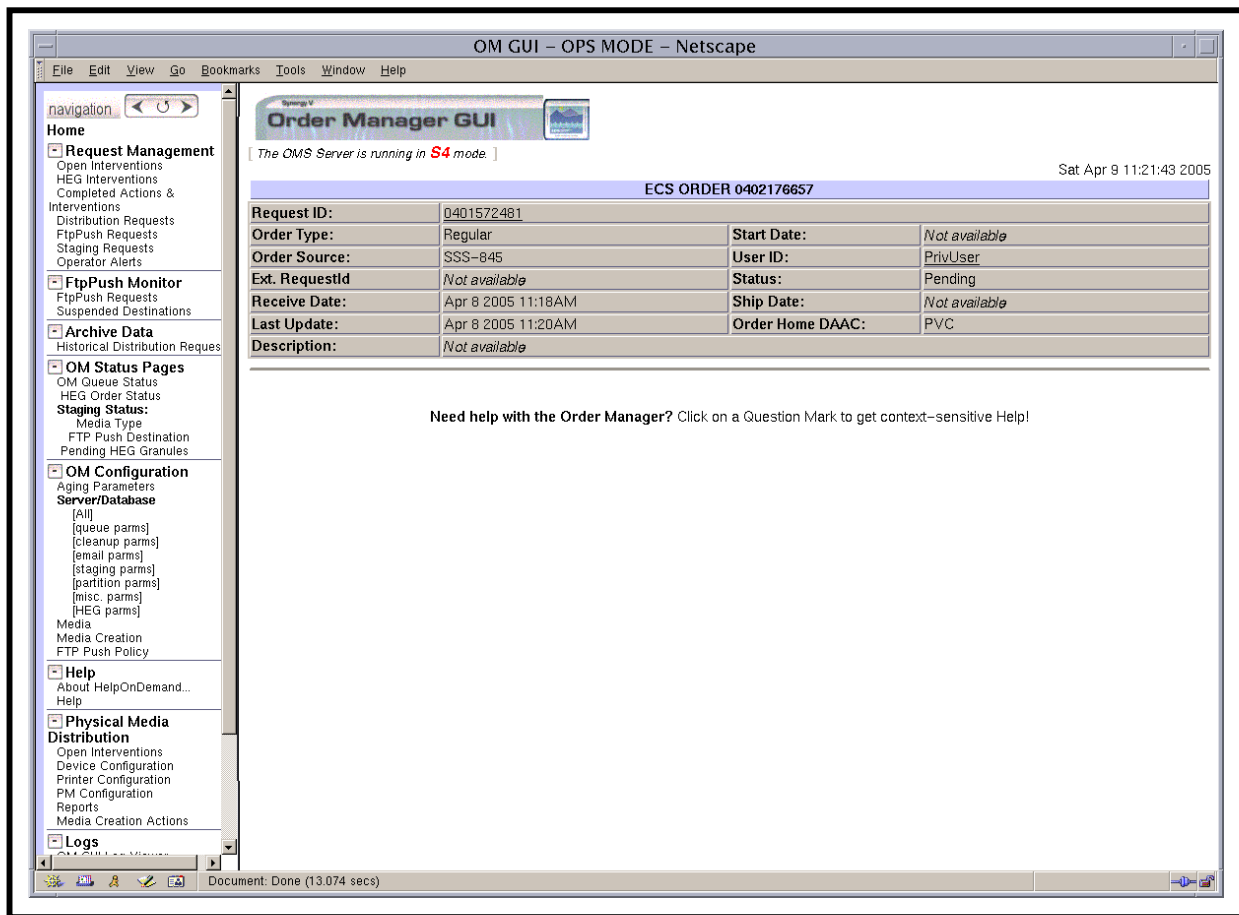 OM GUI – OPS MODE – Netscape
File Edit View Go Bookmarks Tools Window Help
navigation
Home
Request Management
Open Interventions
HEG Interventions
Completed Actions &
Interventions
Distribution Requests
FtpPush Requests
Staging Requests
Operator Alerts
FtpPush Monitor
FtpPush Requests
Suspended Destinations
Archive Data
Historical Distribution Reques
OM Status Pages
OM Queue Status
HEG Order Status
Staging Status:
Media Type
FTP Push Destination
Pending HEG Granules
OM Configuration
Aging Parameters
Server/Database
[All]
[queue parms]
[cleanup parms]
[email parms]
[staging parms]
[partition parms]
[misc. parms]
[HEG parms]
Media
Media Creation
FTP Push Policy
Help
About HelpOnDemand...
Help
Physical Media
Distribution
Open Interventions
Device Configuration
Printer Configuration
PM Configuration
Reports
Media Creation Actions
Logs
OM GUI Log Viewer
Synergy V
Order Manager GUI
[ The OMS Server is running in S4 mode. ]
Sat Apr 9 11:21:43 2005
ECS ORDER 0402176657
Request ID: 0401572481
Order Type: Regular Start Date: Not available
Order Source: SSS–845 User ID: PrivUser
Ext. RequestId Not available Status: Pending
Receive Date: Apr 8 2005 11:18AM Ship Date: Not available
Last Update: Apr 8 2005 11:20AM Order Home DAAC: PVC
Description: Not available
Need help with the Order Manager? Click on a Question Mark to get context–sensitive Help!
Document: Done (13.074 secs)